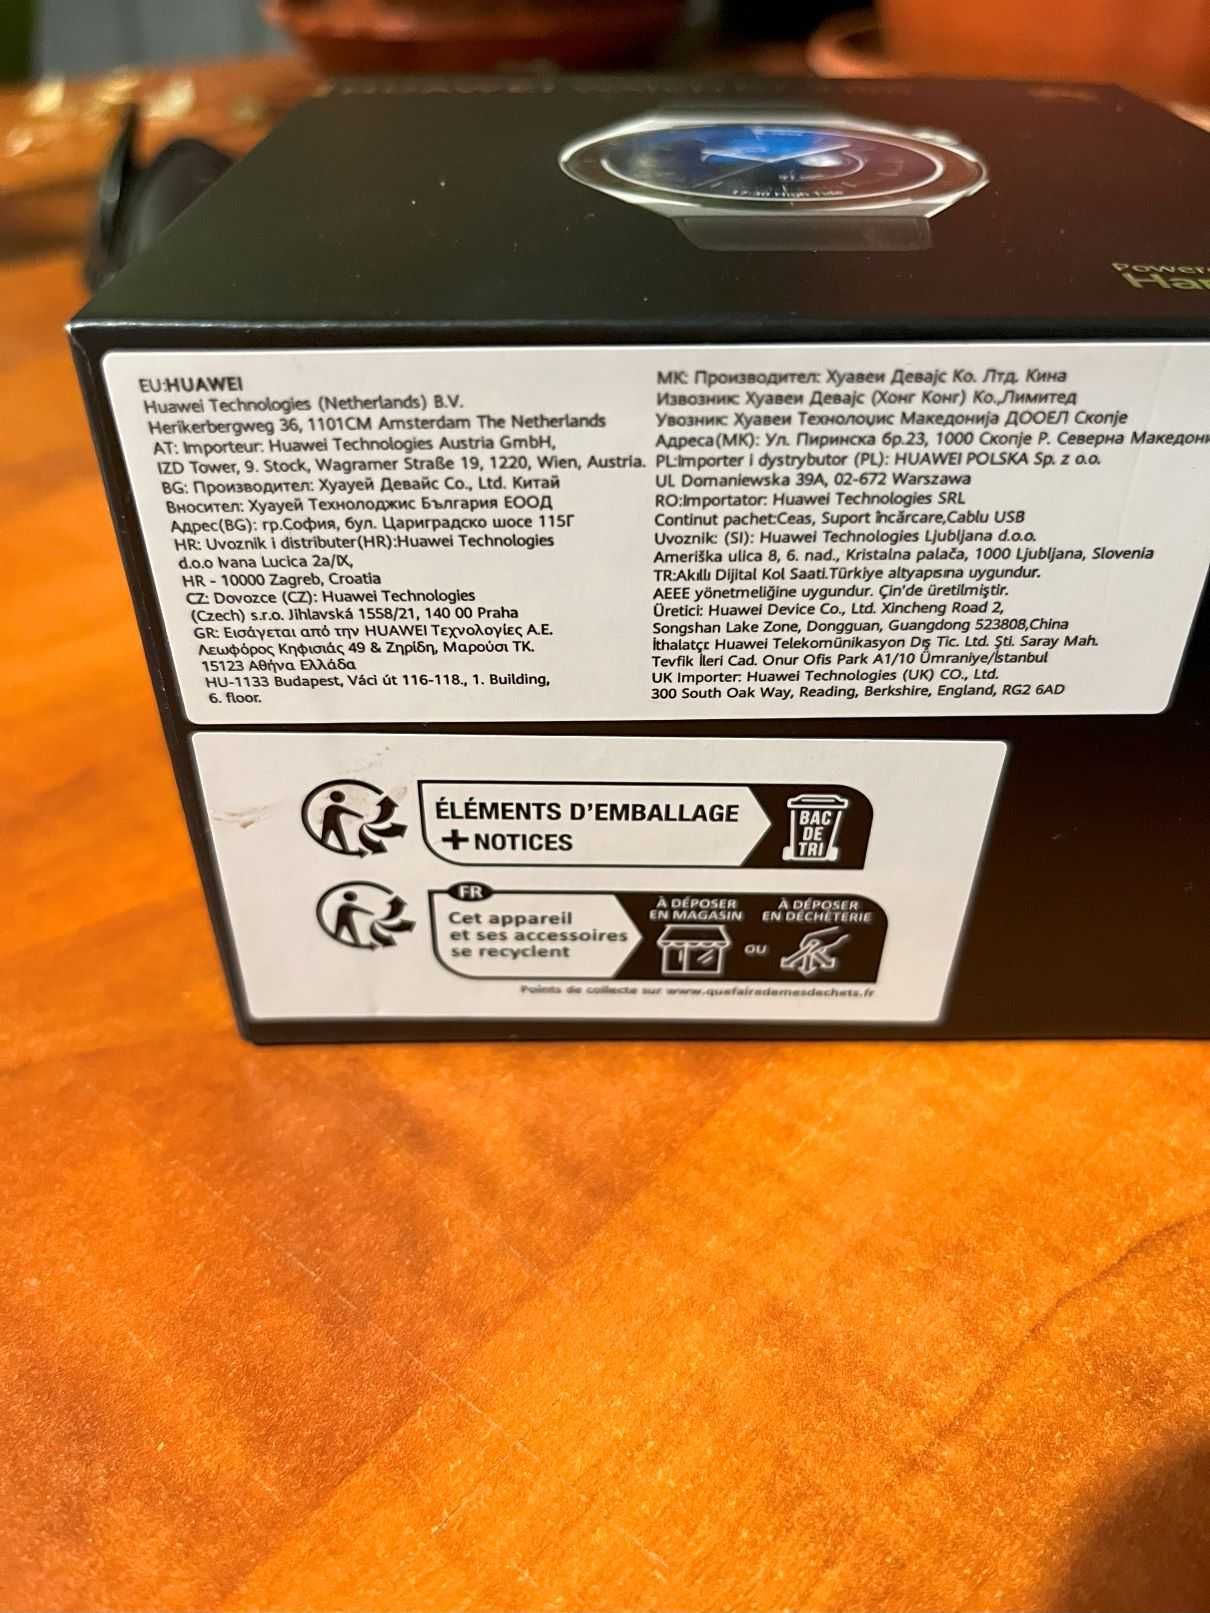 HUAWEI WATCH
17:30 High Tide
EU:HUAWEI
Huawei Technologies (Netherlands) B.V.
Herikerbergweg 36, 1101CM Amsterdam The Netherlands
AT: Importeur: Huawei Technologies Austria GmbH,
IZD Tower, 9. Stock, Wagramer Straße 19, 1220, Wien, Austria.
BG: Производител: Хуауей Девайс Со., Ltd. Китай
Вносител: Хуауей Технолоджис България ЕООД
Адрес(BG): гр.София, бул. Цариградско шосе 115Г
HR: Uvoznik i distributer(HR):Huawei Technologies
d.o.o Ivana Lucica 2a/IX,
HR - 10000 Zagreb, Croatia
CZ: Dovozce (CZ): Huawei Technologies
(Czech) s.r.o. Jihlavská 1558/21, 140 00 Praha
GR: Εισάγεται από την HUAWEI Τεχνολογίες Α.Ε.
Λεωφόρος Κηφισιάς 49 & Ζηρίδη, Μαρούσι ΤΚ.
15123 Αθήνα Ελλάδα
HU-1133 Budapest, Váci út 116-118., 1. Building,
6. floor.
MK: Производител: Хуавеи Девајс Ко. Лтд. Кина
Извозник: Хуавеи Девајс (Хонг Конг) Ко.,Лимитед
Увозник: Хуавеи Технолоџис Македонија ДООЕЛ Скопје
Адреса(МК): Ул. Пиринска бр.23, 1000 Скопје Р. Северна Македони
PL:Importer i dystrybutor (PL): HUAWEI POLSKA Sp. z o.o.
UL Domaniewska 39A, 02-672 Warszawa
RO:Importator: Huawei Technologies SRL
Continut pachet:Ceas, Suport încărcare,Cablu USB
Uvoznik: (SI): Huawei Technologies Ljubljana d.o.o.
Ameriška ulica 8, 6. nad., Kristalna palača, 1000 Ljubljana, Slovenia
TR:Akıllı Dijital Kol Saati.Türkiye altyapısına uygundur.
AEEE yönetmeliğine uygundur. Çin'de üretilmiştir.
Üretici: Huawei Device Co., Ltd. Xincheng Road 2,
Songshan Lake Zone, Dongguan, Guangdong 523808,China
İthalatçı: Huawei Telekomünikasyon Dış Tic. Ltd. Şti. Saray Mah.
Tevfik İleri Cad. Onur Ofis Park A1/10 Ümraniye/İstanbul
UK Importer: Huawei Technologies (UK) CO., Ltd.
300 South Oak Way, Reading, Berkshire, England, RG2 6AD
ÉLÉMENTS D'EMBALLAGE
+ NOTICES
BAC
DE
TRI
FR
Cet appareil
et ses accessoires
se recyclent
À DÉPOSER
EN MAGASIN
OU
À DÉPOSER
EN DÉCHÈTERIE
Points de collecte sur www.quefairedemesdechets.fr